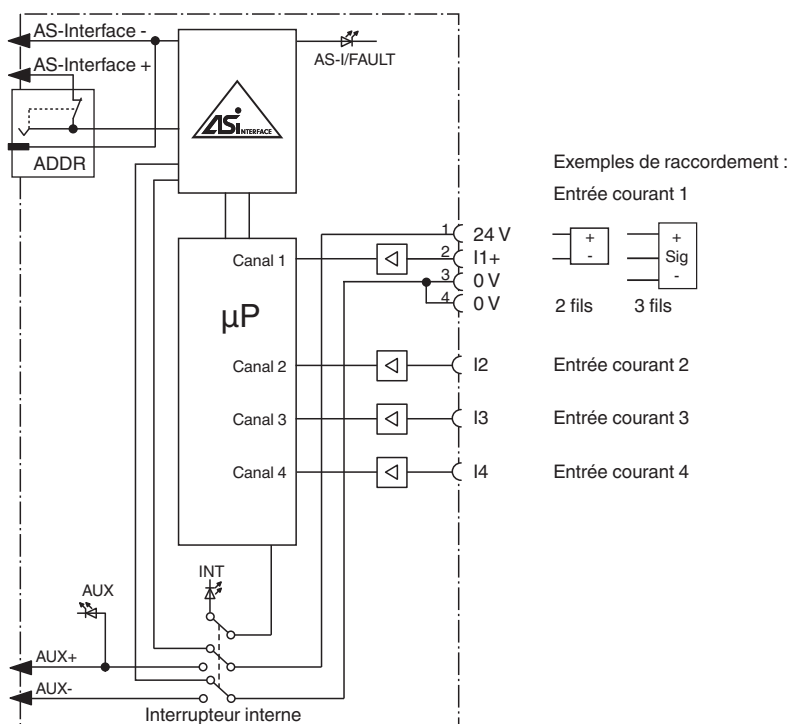 AS-Interface -
AS-Interface +
ADDR
ASi INTERFACE
AS-I/FAULT
µP
Canal 1
Canal 2
Canal 3
Canal 4
1 24 V
2 I1+
3 0 V
4 0 V
I2
I3
I4
Exemples de raccordement :
Entrée courant 1
+
-
2 fils
+
Sig
-
3 fils
Entrée courant 2
Entrée courant 3
Entrée courant 4
INT
AUX
AUX+
AUX-
Interrupteur interne